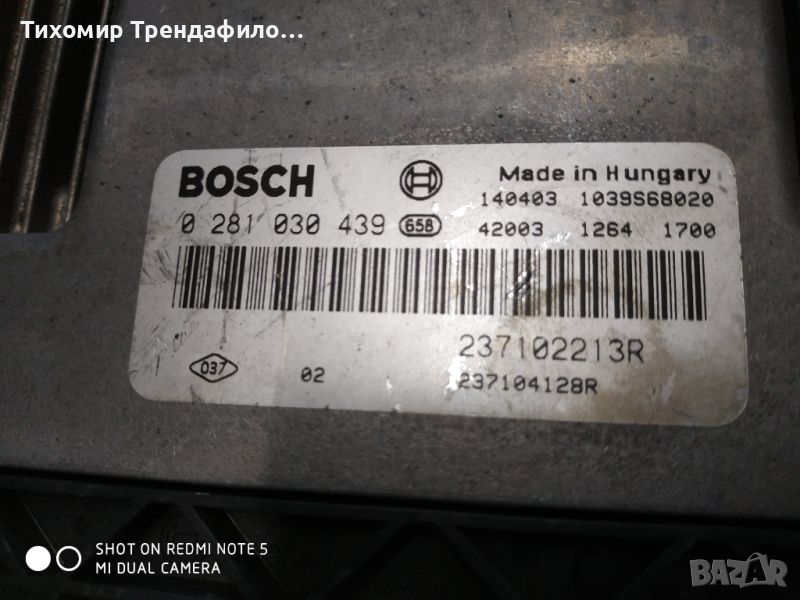 Тихомир Трендафило...
BOSCH
Made in Hungary
140403 1039S68020
0 281 030 439 658
42003 1264 1700
237102213R
037
02
237104128R
SHOT ON REDMI NOTE 5
MI DUAL CAMERA
BAZAR